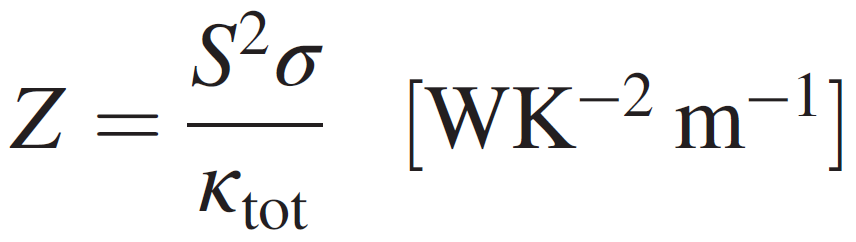 Z = S²σ / κ_tot [WK⁻² m⁻¹]